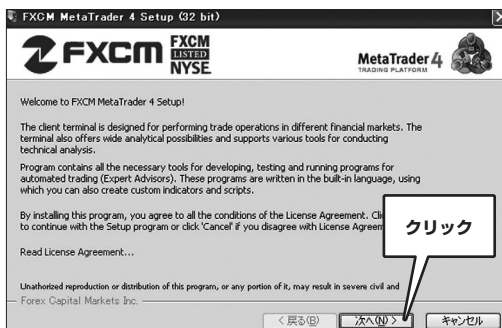 FXCM MetaTrader 4 Setup (32 bit)
FXCM
FXCM
LISTED
NYSE
MetaTrader 4
TRADING PLATFORM
Welcome to FXCM MetaTrader 4 Setup!
The client terminal is designed for performing trade operations in different financial markets. The
terminal also offers wide analytical possibilities and supports various tools for conducting
technical analysis.
Program contains all the necessary tools for developing, testing and running programs for
automated trading (Expert Advisors). These programs are written in the built-in language, using
which you can also create custom indicators and scripts.
By installing this program, you agree to all the conditions of the License Agreement.
to continue with the Setup program or click 'Cancel' if you disagree with License
クリック
Read License Agreement...
Unathorized reproduction or distribution of this program, or any portion of it, may result in severe civil and
Forex Capital Markets Inc.
< 戻る(B) 次へ(N) > キャンセル